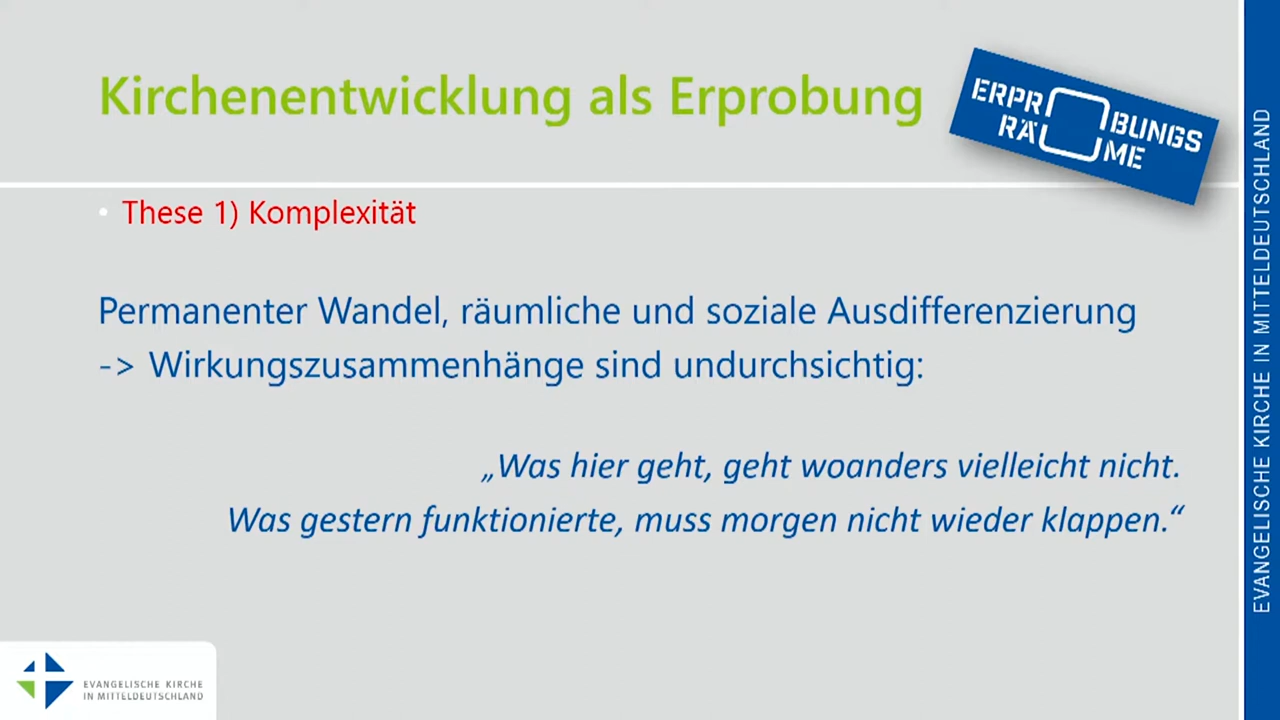 Kirchenentwicklung als Erprobung
ERPR BUNGS
RÄ ME
• These 1) Komplexität
Permanenter Wandel, räumliche und soziale Ausdifferenzierung
-> Wirkungszusammenhänge sind undurchsichtig:
„Was hier geht, geht woanders vielleicht nicht.
Was gestern funktionierte, muss morgen nicht wieder klappen.“
EVANGELISCHE KIRCHE IN MITTELDEUTSCHLAND
EVANGELISCHE KIRCHE
IN MITTELDEUTSCHLAND